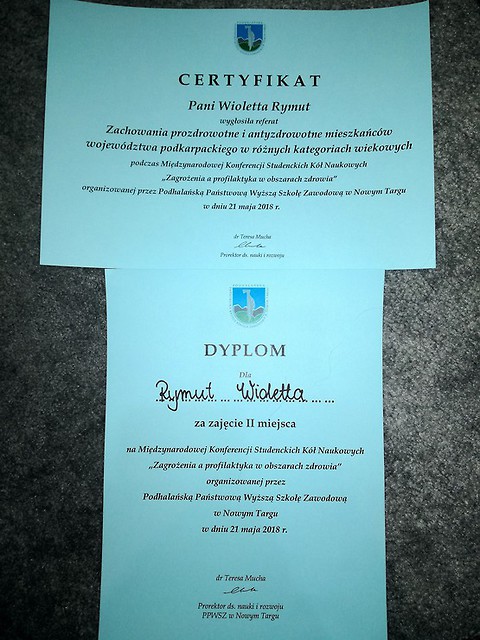 CERTYFIKAT
Pani Wioletta Rymut
wygłosiła referat
Zachowania prozdrowotne i antyzdrowotne mieszkańców
województwa podkarpackiego w różnych kategoriach wiekowych
podczas Międzynarodowej Konferencji Studenckich Kół Naukowych
„Zagrożenia a profilaktyka w obszarach zdrowia"
organizowanej przez Podhalańską Państwową Wyższą Szkołę Zawodową w Nowym Targu
w dniu 21 maja 2018 r.
dr Teresa Mucha
Prorektor ds. nauki i rozwoju
DYPLOM
Dla
Rymut Wioletta
za zajęcie II miejsca
na Międzynarodowej Konferencji Studenckich Kół Naukowych
„Zagrożenia a profilaktyka w obszarach zdrowia"
organizowanej przez
Podhalańską Państwową Wyższą Szkołę Zawodową
w Nowym Targu
w dniu 21 maja 2018 r.
dr Teresa Mucha
Prorektor ds. nauki i rozwoju
PPWSZ w Nowym Targu